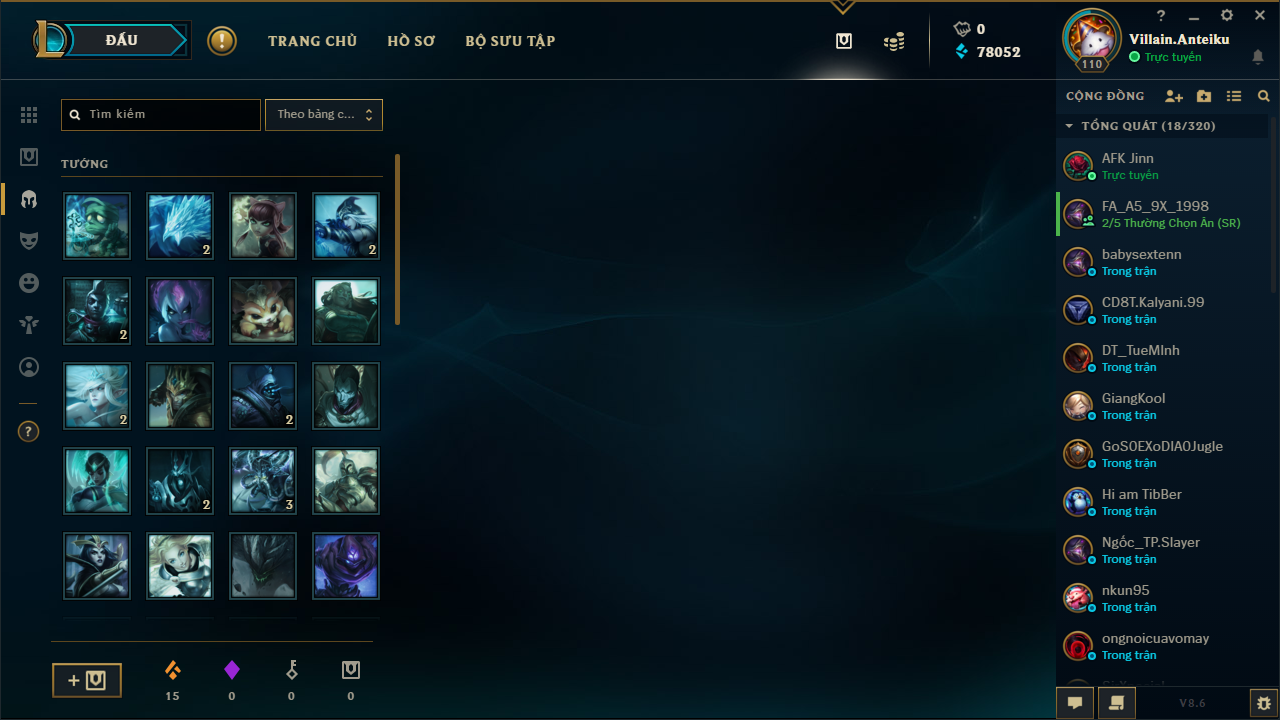 ĐẤU
TRANG CHỦ
HỒ SƠ
BỘ SƯU TẬP
0
78052
Villain.Anteiku
Trực tuyến
110
Tìm kiếm
Theo bảng c...
TƯỚNG
2
2
2
2
2
2
3
15
0
0
0
CỘNG ĐỒNG
TỔNG QUÁT (18/320)
AFK Jinn
Trực tuyến
FA_A5_9X_1998
2/5 Thường Chọn Ẩn (SR)
babysextenn
Trong trận
CD8T.Kalyani.99
Trong trận
DT_TueMInh
Trong trận
GiangKool
Trong trận
GoS0EXoDIA0Jugle
Trong trận
Hi am TibBer
Trong trận
Ngốc_TP.Slayer
Trong trận
nkun95
Trong trận
ongnoicuavomay
Trong trận
V8.6